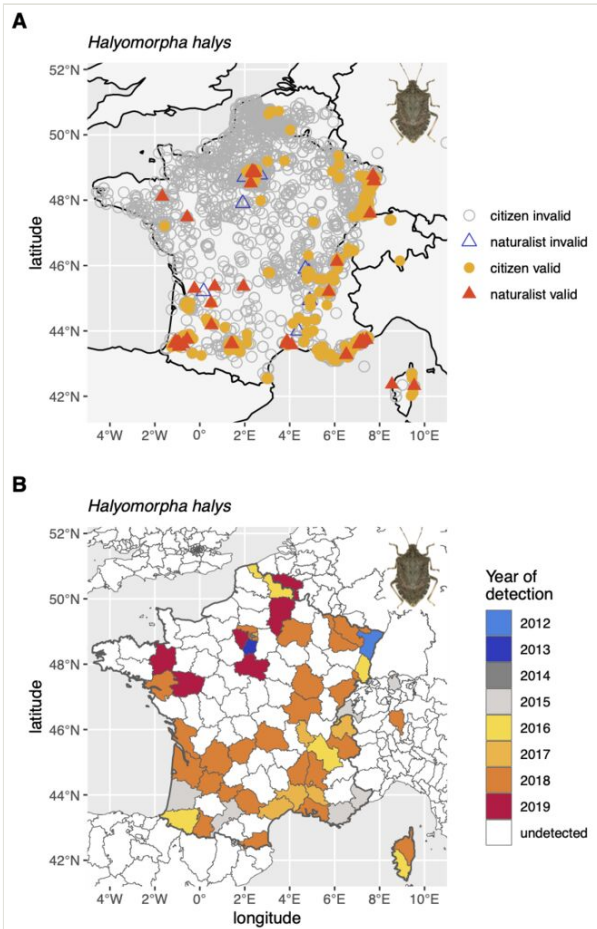 A
Halyomorpha halys
52°N
50°N
48°N
46°N
44°N
42°N
latitude
4°W 2°W 0° 2°E 4°E 6°E 8°E 10°E
citizen invalid
naturalist invalid
citizen valid
naturalist valid
B
Halyomorpha halys
52°N
50°N
48°N
46°N
44°N
42°N
latitude
4°W 2°W 0° 2°E 4°E 6°E 8°E 10°E
longitude
Year of
detection
2012
2013
2014
2015
2016
2017
2018
2019
undetected